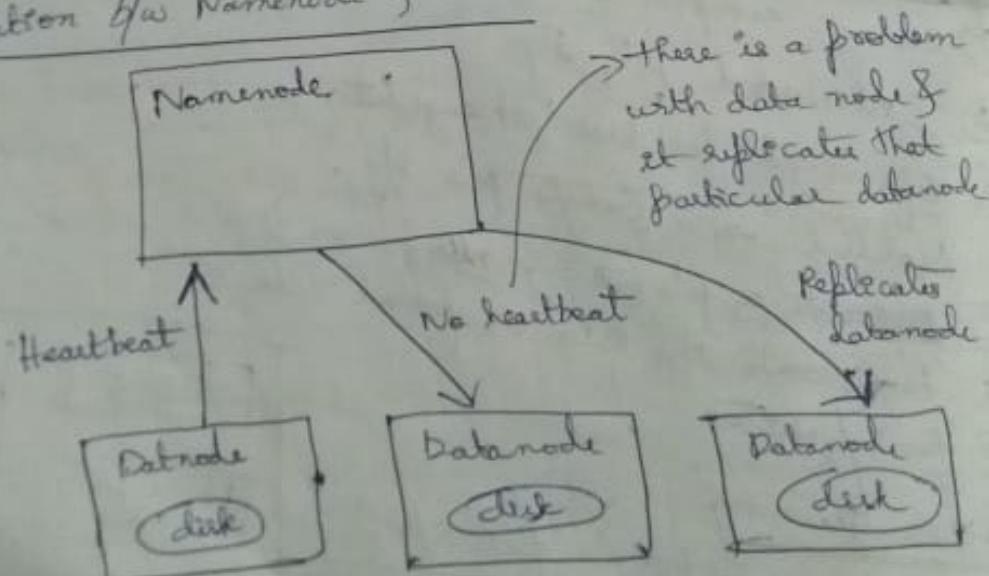 b/w Namenode
there is a problem
with data node &
it replicates that
particular datanode
Namenode
Heartbeat
No heartbeat
Replicates
datanode
Datnode
disk
Datanode
disk
Datanode
disk